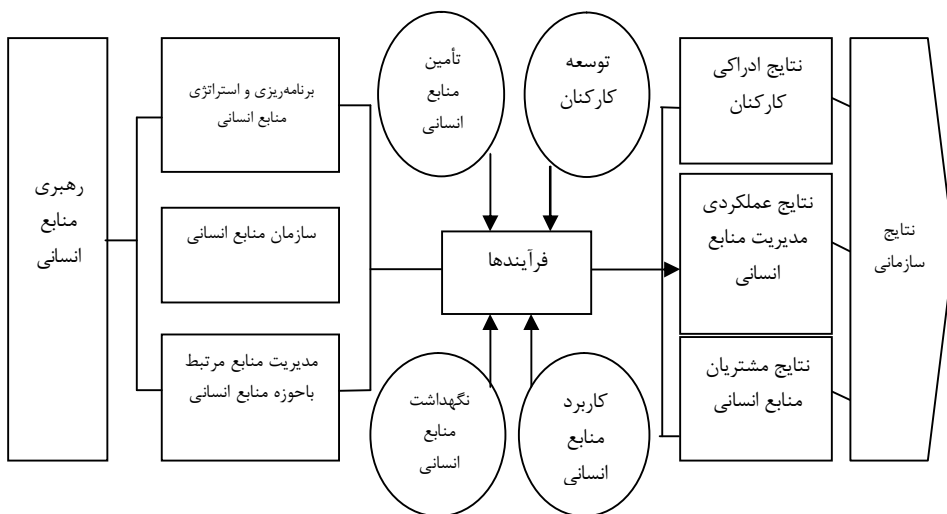 رهبری
منابع
انسانی
برنامه‌ریزی و استراتژی
منابع انسانی
سازمان منابع انسانی
مدیریت منابع مرتبط
باحوزه منابع انسانی
تأمین
منابع
انسانی
توسعه
کارکنان
فرآیندها
نگهداشت
منابع
انسانی
کاربرد
منابع
انسانی
نتایج ادراکی
کارکنان
نتایج عملکردی
مدیریت منابع
انسانی
نتایج مشتریان
منابع انسانی
نتایج
سازمانی